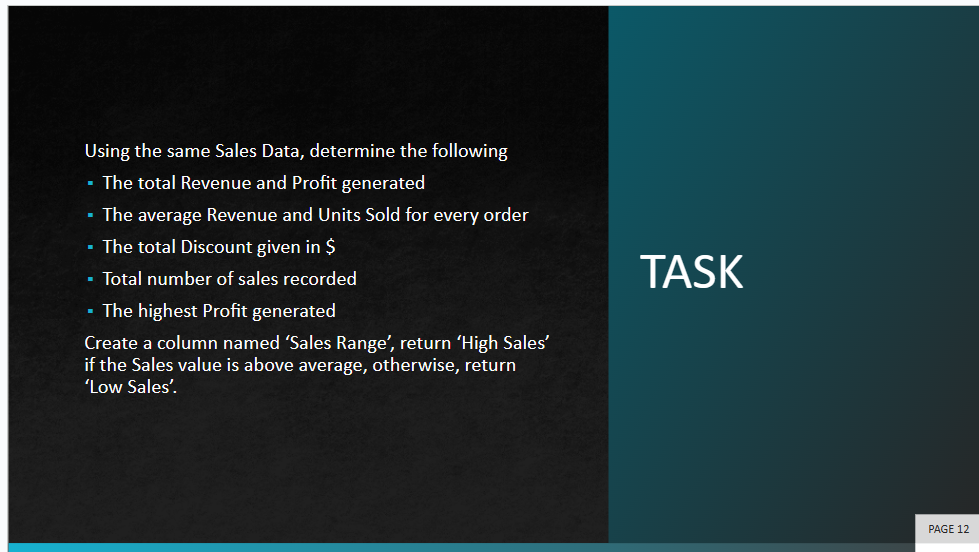 Using the same Sales Data, determine the following
▪ The total Revenue and Profit generated
▪ The average Revenue and Units Sold for every order
▪ The total Discount given in $
▪ Total number of sales recorded
▪ The highest Profit generated
Create a column named ‘Sales Range’, return ‘High Sales’
if the Sales value is above average, otherwise, return
‘Low Sales’.
TASK
PAGE 12